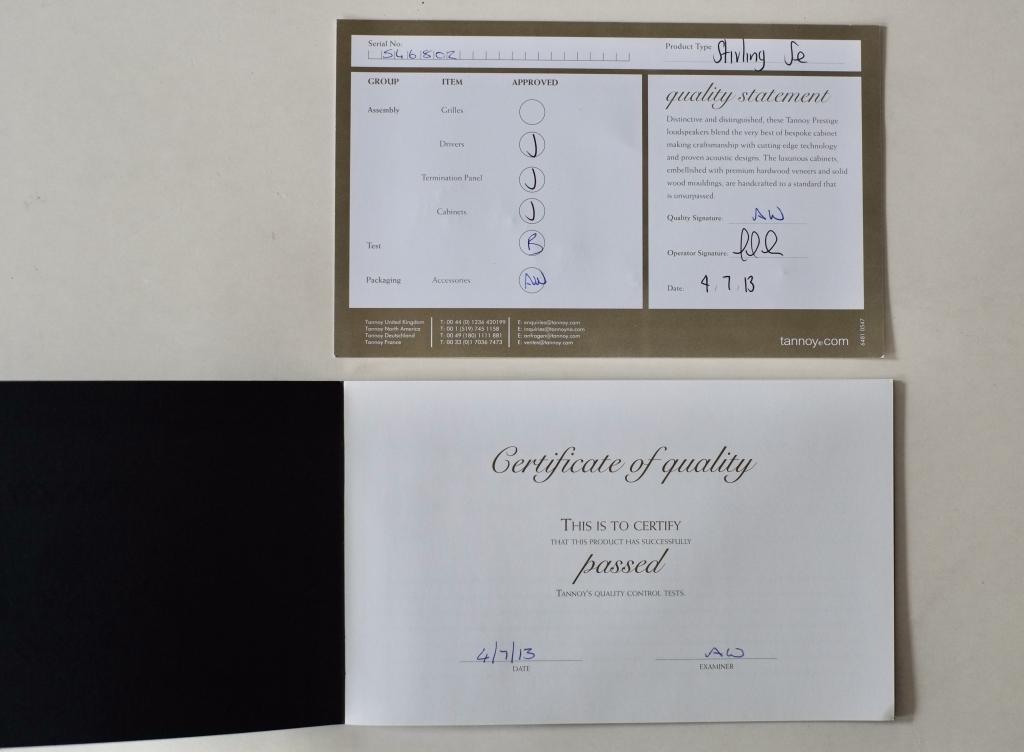 Serial No: 546802
Product Type Stirling Se
GROUP ITEM APPROVED
Assembly Grilles
Drivers J
Termination Panel J
Cabinets J
Test B
Packaging Accessories AW
quality statement
Distinctive and distinguished, these Tannoy Prestige
loudspeakers blend the very best of bespoke cabinet
making craftsmanship with cutting edge technology
and proven acoustic designs. The luxurious cabinets,
embellished with premium hardwood veneers and solid
wood mouldings, are handcrafted to a standard that
is unsurpassed.
Quality Signature: AW
Operator Signature:
Date: 4.7.13
Tannoy United Kingdom T: 00 44 (0) 1236 420199 E: enquiries@tannoy.com
Tannoy North America T: 00 1 (519) 745 1158 E: inquiries@tannoyna.com
Tannoy Deutschland T: 00 49 (180) 1111 881 E: anfragen@tannoy.com
Tannoy France T: 00 33 (0)1 7036 7473 E: ventes@tannoy.com
tannoy.com
6481 0547
Certificate of quality
THIS IS TO CERTIFY
THAT THIS PRODUCT HAS SUCCESSFULLY
passed
TANNOY'S QUALITY CONTROL TESTS.
4/7/13 AW
DATE EXAMINER